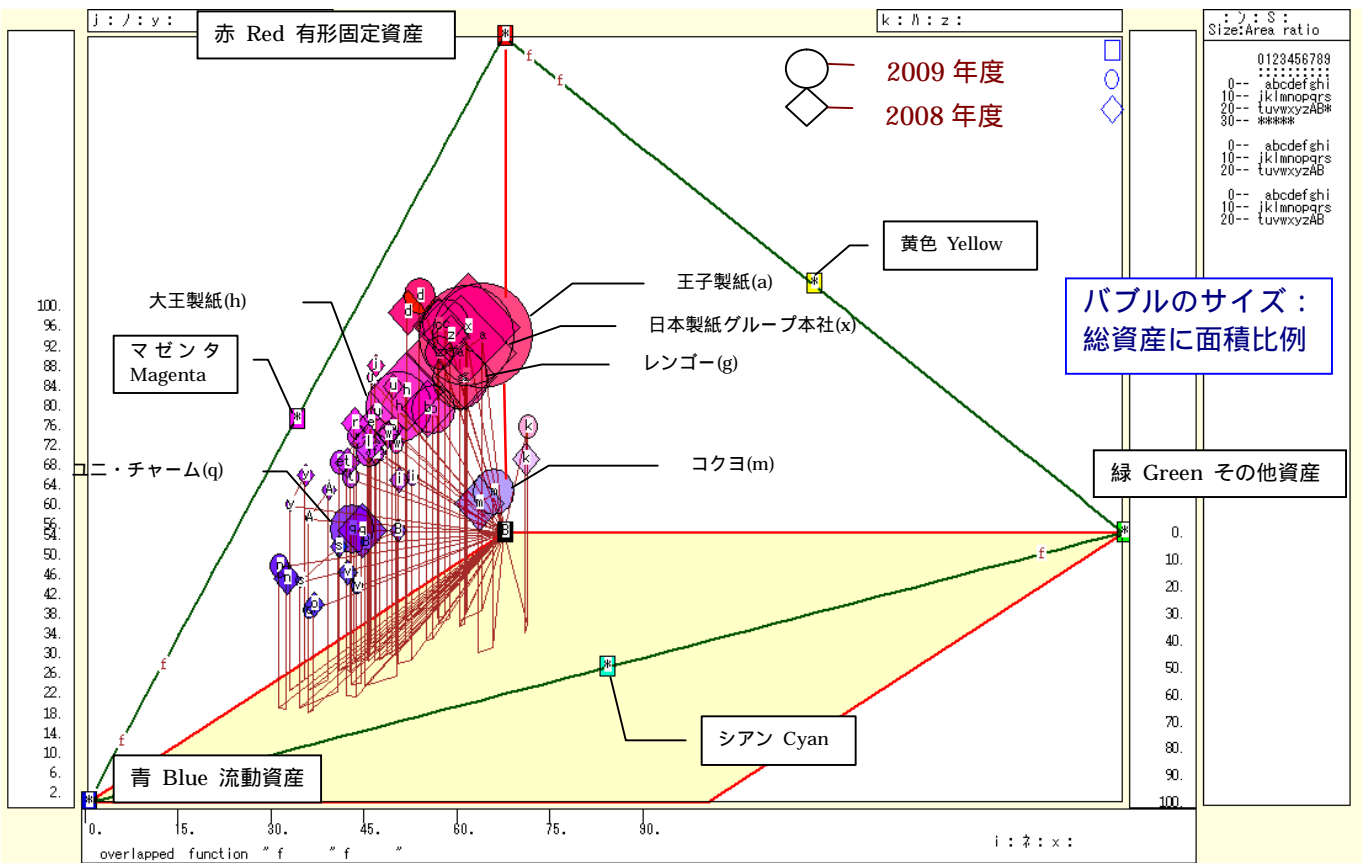 j : ﾉ : y :
k : ﾊ : z :
: ﾝ : S :
Size:Area ratio
赤 Red 有形固定資産
2009 年度
2008 年度
0123456789
::::::::::
0-- abcdefghi
10-- jklmnopqrs
20-- tuvwxyzAB*
30-- *****
0-- abcdefghi
10-- jklmnopqrs
20-- tuvwxyzAB
0-- abcdefghi
10-- jklmnopqrs
20-- tuvwxyzAB
黄色 Yellow
大王製紙(h)
王子製紙(a)
日本製紙グループ本社(x)
レンゴー(g)
バブルのサイズ：
総資産に面積比例
マゼンタ
Magenta
ユニ・チャーム(q)
コクヨ(m)
緑 Green その他資産
シアン Cyan
青 Blue 流動資産
100.
96.
92.
88.
84.
80.
76.
72.
68.
64.
60.
56.
54.
50.
46.
42.
38.
34.
30.
26.
22.
18.
14.
10.
6.
2.
0.
10.
20.
30.
40.
50.
60.
70.
80.
90.
100.
0.
15.
30.
45.
60.
75.
90.
i : ﾈ : x :
overlapped function " f " f "